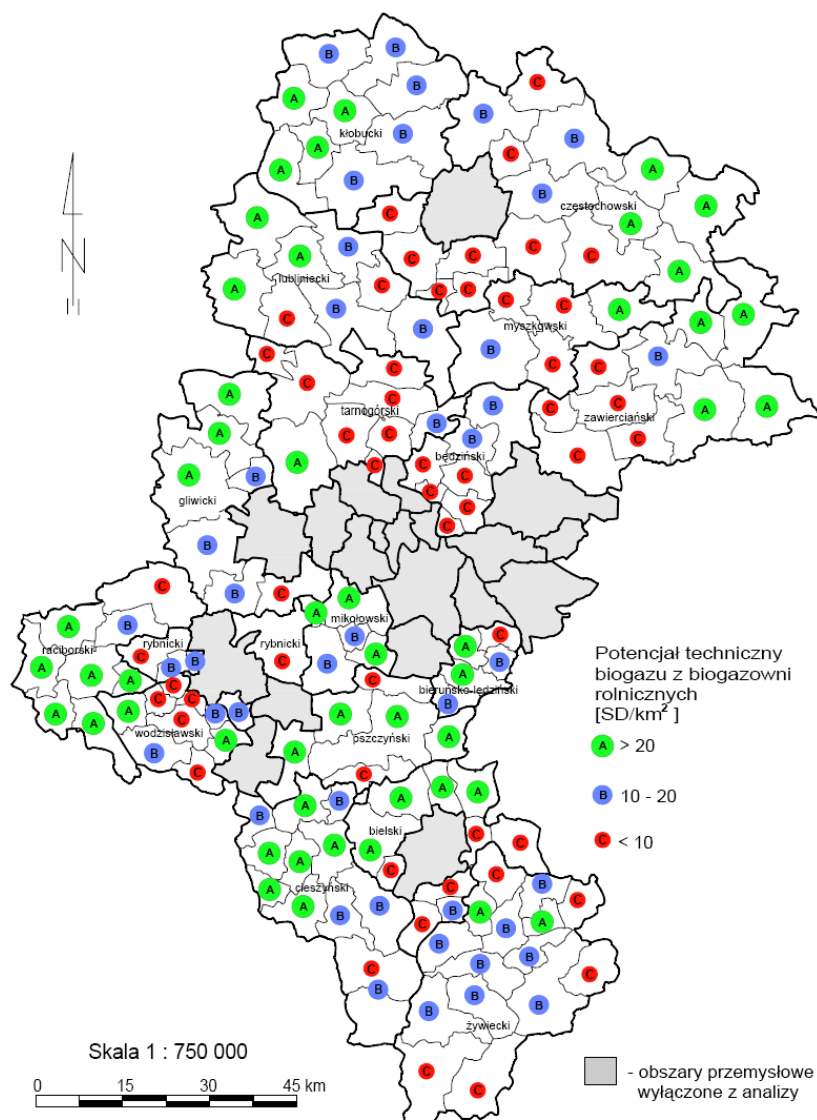 B
B
C
B
A
A
B
B
kłobucki
B
A
C
A
A
B
B
częstochowski
A
C
A
A
N
B
C
A
C
C
C
A
lubliniecki
C
A
C
C
C
C
B
A
A
C
A
myszkowski
B
B
C
B
C
C
C
C
A
C
B
C
C
A
A
tarnogórski
zawierciański
B
A
C
C
B
C
będziński
C
A
C
C
A
C
B
gliwicki
C
C
C
B
C
B
C
A
A
raciborski
A
B
rybnicki
rybnicki
mikołowski
B
A
C
Potencjał techniczny
biogazu z biogazowni
rolniczych
[SD/km² ]
C
A
A
B
B
C
B
A
B
A
A
C
C
C
C
bieruńsko-lędziński
B
A
A
A
B
B
A
A
C
wodzisławski
A
pszczyński
A
A > 20
B
A
C
C
A
A
A
B 10 - 20
B
A
B
bielski
C
C
C < 10
A
A
A
A
C
C
cieszyński
C
A
A
B
C
B
B
B
A
A
C
B
B
B
B
C
C
B
B
B
B
żywiecki
C
C
Skala 1 : 750 000
0 15 30 45 km
- obszary przemysłowe
wyłączone z analizy